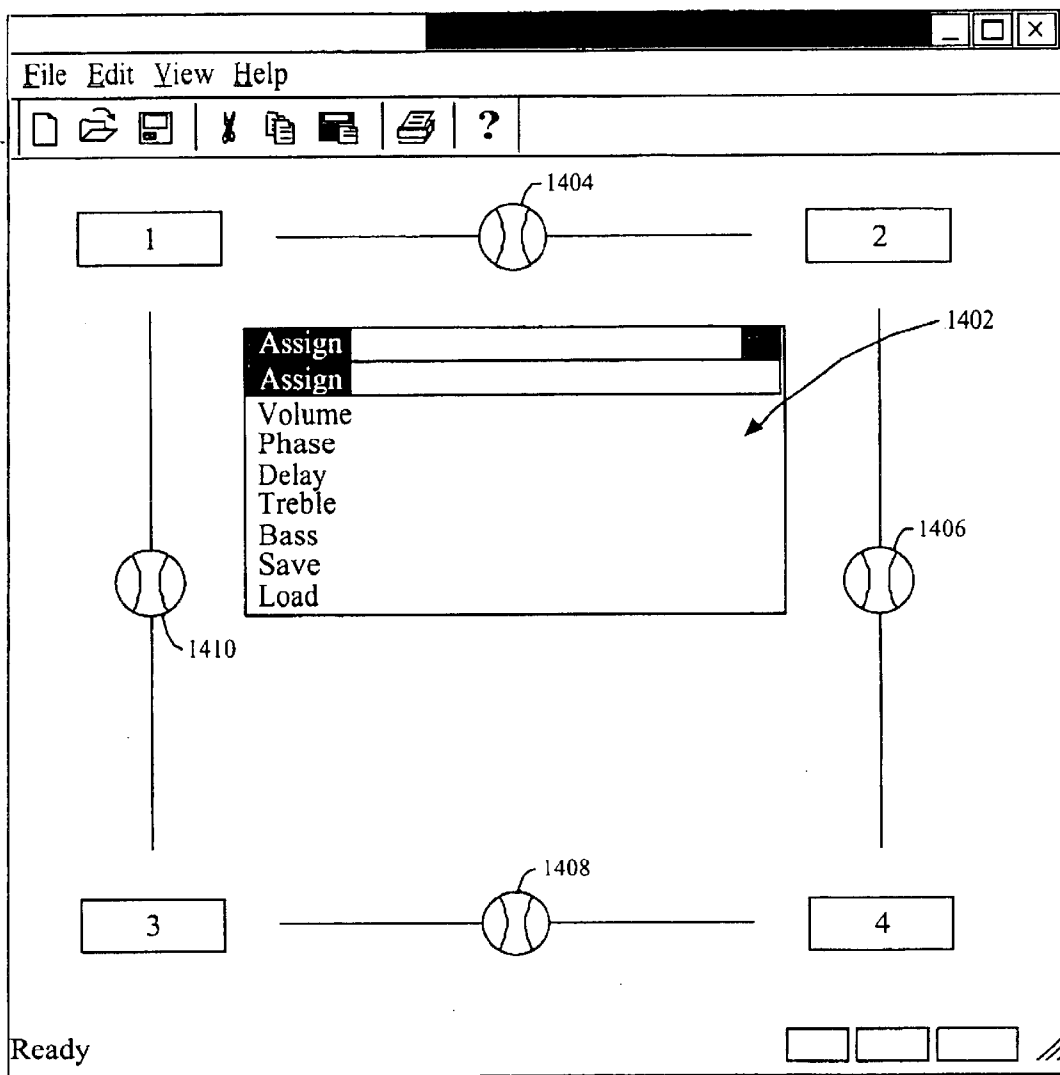 File Edit View Help
?
1404
1
2
1402
Assign
Assign
Volume
Phase
Delay
Treble
Bass
Save
Load
1406
1410
1408
3
4
Ready